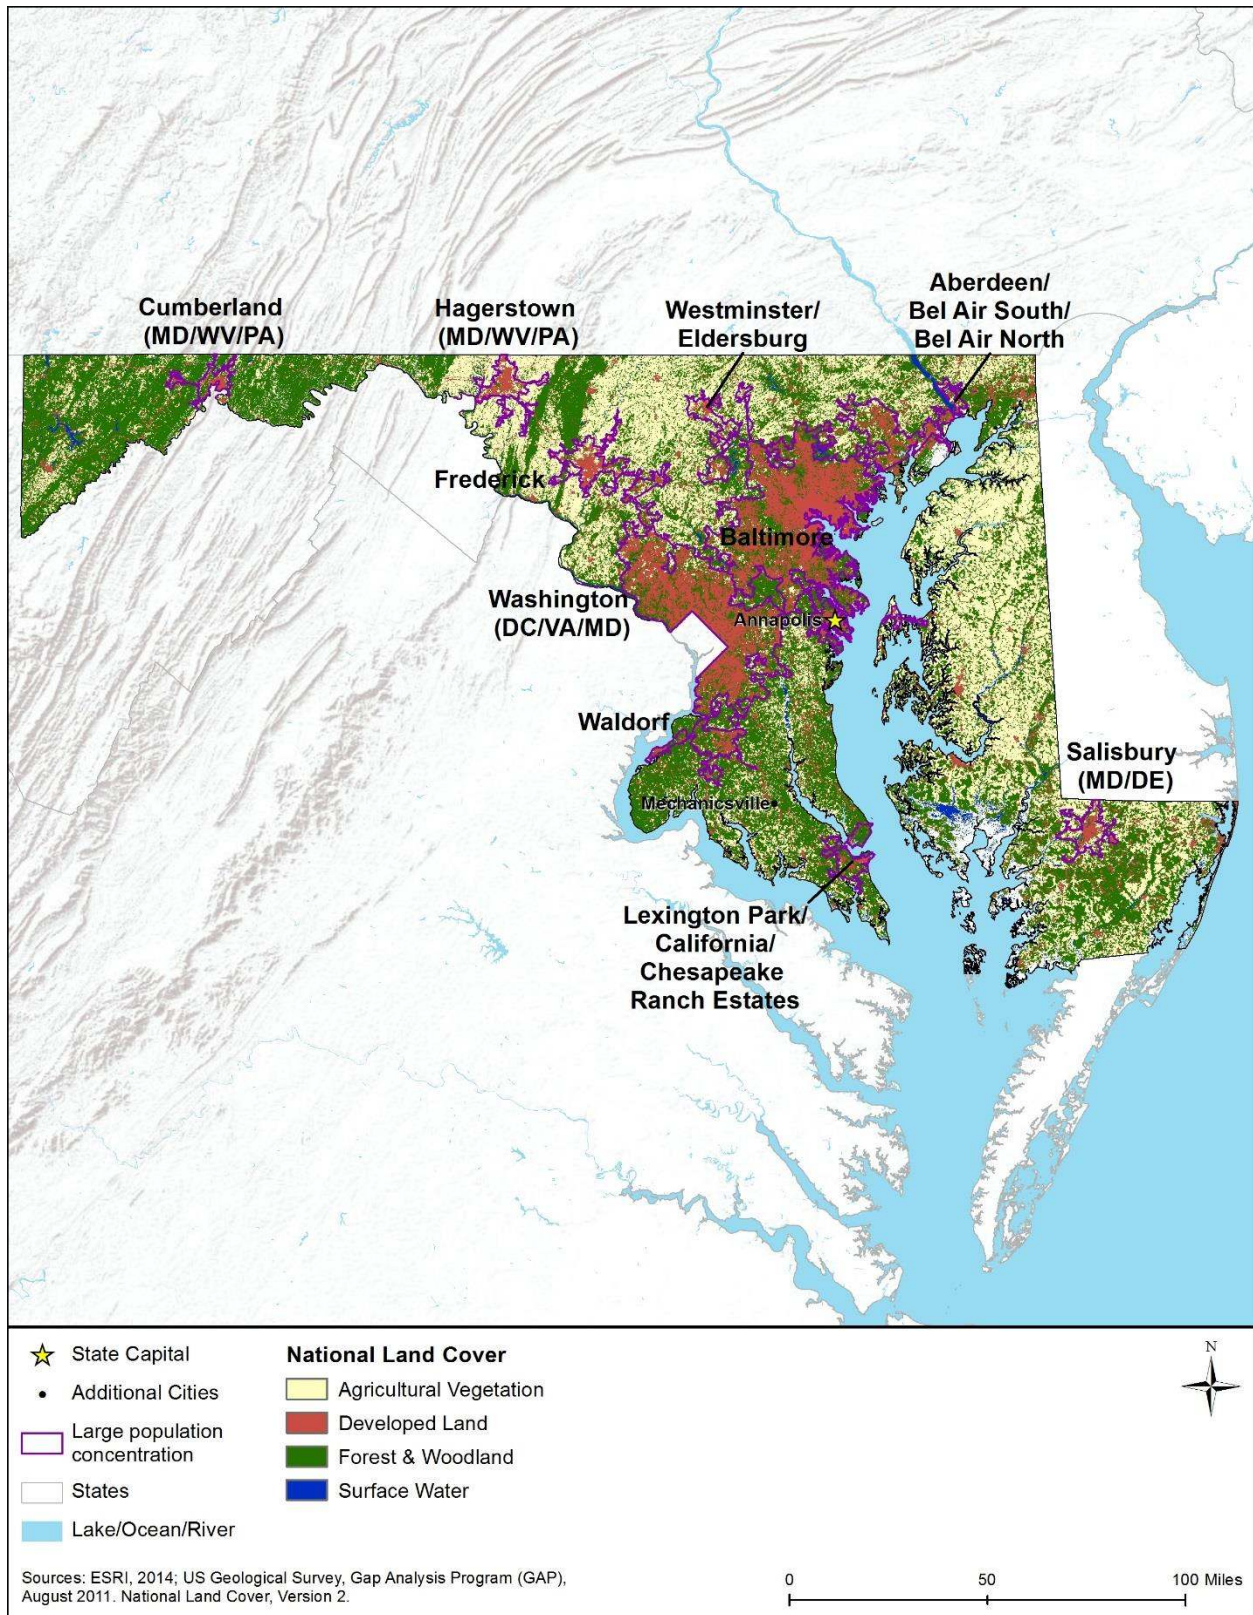 Cumberland
(MD/WV/PA)
Hagerstown
(MD/WV/PA)
Westminster/
Eldersburg
Aberdeen/
Bel Air South/
Bel Air North
Frederick
Baltimore
Washington
(DC/VA/MD)
Annapolis
Waldorf
Salisbury
(MD/DE)
Mechanicsville
Lexington Park/
California/
Chesapeake
Ranch Estates
State Capital
Additional Cities
Large population
concentration
States
Lake/Ocean/River
National Land Cover
Agricultural Vegetation
Developed Land
Forest & Woodland
Surface Water
N
Sources: ESRI, 2014; US Geological Survey, Gap Analysis Program (GAP),
August 2011. National Land Cover, Version 2.
0 50 100 Miles